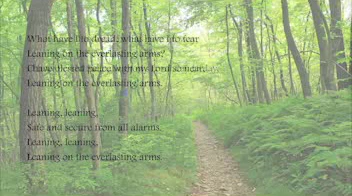 What have I to dread, what have I to fear
Leaning on the everlasting arms?
I have blessed peace with my Lord so near,
Leaning on the everlasting arms.
Leaning, leaning,
Safe and secure from all alarms.
Leaning, leaning,
Leaning on the everlasting arms.